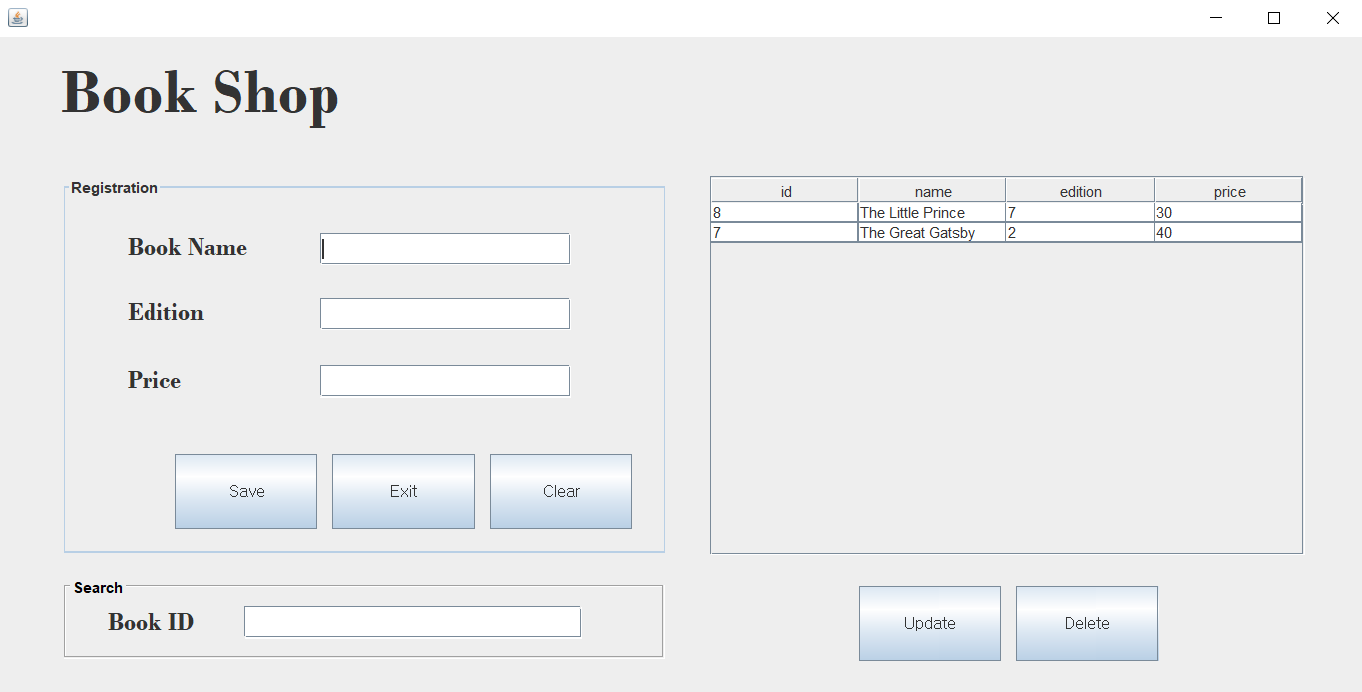 Book Shop
Registration
Book Name
Edition
Price
Save Exit Clear
Search
Book ID
id name edition price
8 The Little Prince 7 30
7 The Great Gatsby 2 40
Update Delete